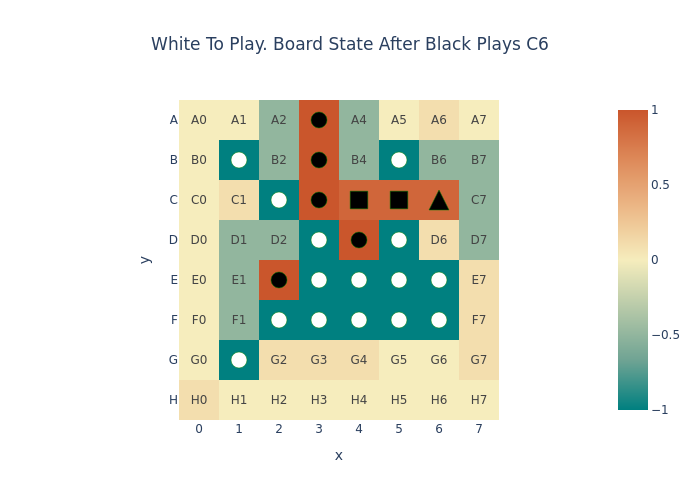 White To Play. Board State After Black Plays C6
A A0 A1 A2 A4 A5 A6 A7
B B0 B2 B4 B6 B7
C C0 C1 C7
D D0 D1 D2 D6 D7
E E0 E1 E7
F F0 F1 F7
G G0 G2 G3 G4 G5 G6 G7
H H0 H1 H2 H3 H4 H5 H6 H7
0 1 2 3 4 5 6 7
x
y
1
0.5
0
−0.5
−1